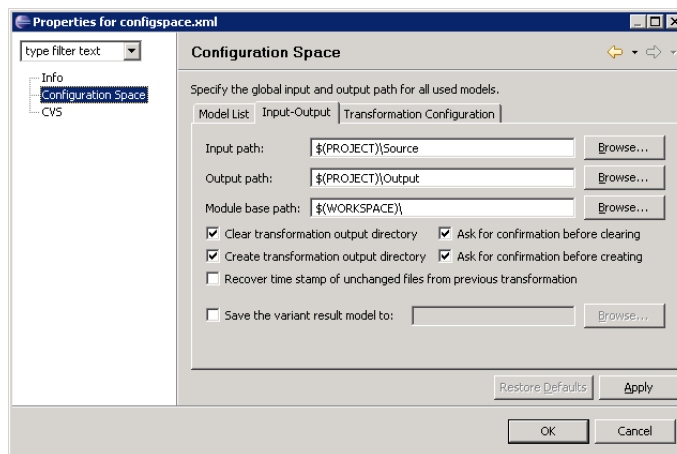 Properties for configspace.xml
type filter text
Info
Configuration Space
CVS
Configuration Space
Specify the global input and output path for all used models.
Model List Input-Output Transformation Configuration
Input path: $(PROJECT)\Source Browse...
Output path: $(PROJECT)\Output Browse...
Module base path: $(WORKSPACE)\ Browse...
Clear transformation output directory Ask for confirmation before clearing
Create transformation output directory Ask for confirmation before creating
Recover time stamp of unchanged files from previous transformation
Save the variant result model to: Browse...
Restore Defaults Apply
OK Cancel